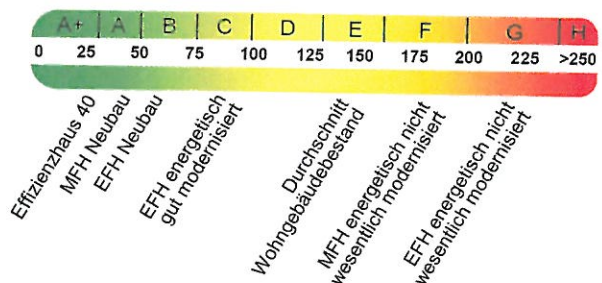 A+ A B C D E F G H
0 25 50 75 100 125 150 175 200 225 >250
Effizienzhaus 40
MFH Neubau
EFH Neubau
EFH energetisch
gut modernisiert
Durchschnitt
Wohngebäudebestand
MFH energetisch nicht
wesentlich modernisiert
EFH energetisch nicht
wesentlich modernisiert